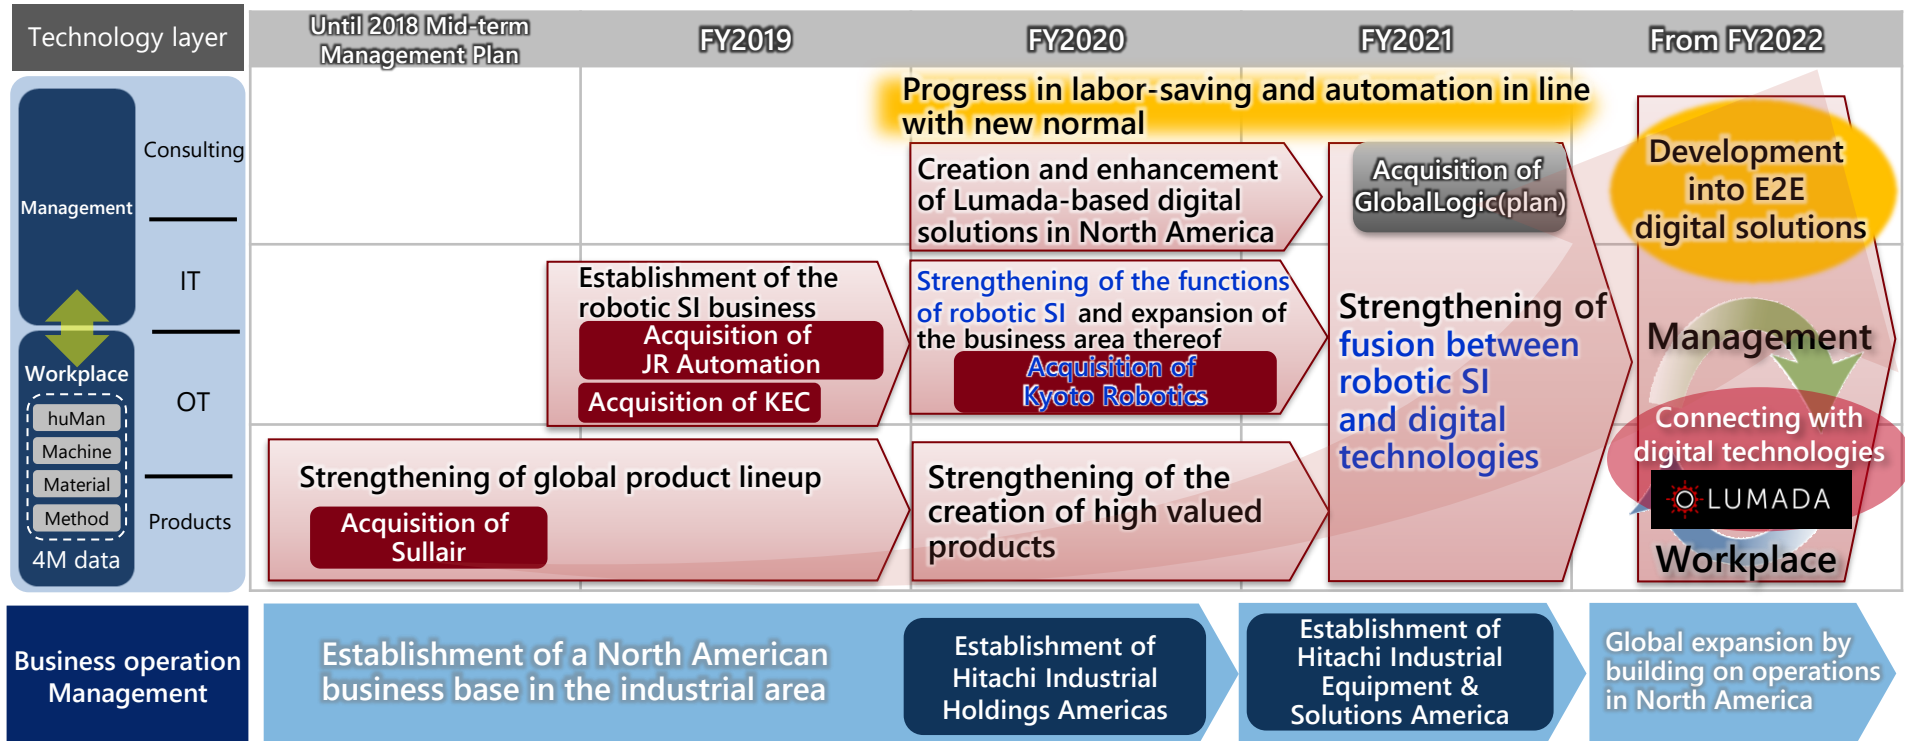 Technology layer
Until 2018 Mid-term
Management Plan
FY2019
FY2020
FY2021
From FY2022
Management
Workplace
huMan
Machine
Material
Method
4M data
Consulting
IT
OT
Products
Progress in labor-saving and automation in line
with new normal
Creation and enhancement
of Lumada-based digital
solutions in North America
Acquisition of
GlobalLogic(plan)
Development
into E2E
digital solutions
Establishment of the
robotic SI business
Acquisition of
JR Automation
Acquisition of KEC
Strengthening of the functions
of robotic SI and expansion of
the business area thereof
Acquisition of
Kyoto Robotics
Strengthening of
fusion between
robotic SI
and digital
technologies
Management
Connecting with
digital technologies
LUMADA
Workplace
Strengthening of global product lineup
Acquisition of
Sullair
Strengthening of the
creation of high valued
products
Business operation
Management
Establishment of a North American
business base in the industrial area
Establishment of
Hitachi Industrial
Holdings Americas
Establishment of
Hitachi Industrial
Equipment &
Solutions America
Global expansion by
building on operations
in North America